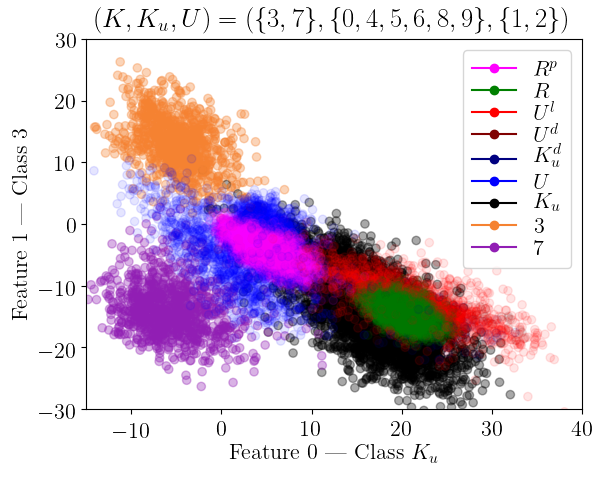 (K, K_u, U) = ({3, 7}, {0, 4, 5, 6, 8, 9}, {1, 2})
30
20
10
0
−10
−20
−30
Feature 1 — Class 3
R^p
R
U^l
U^d
K_u^d
U
K_u
3
7
−10
0
10
20
30
40
Feature 0 — Class K_u